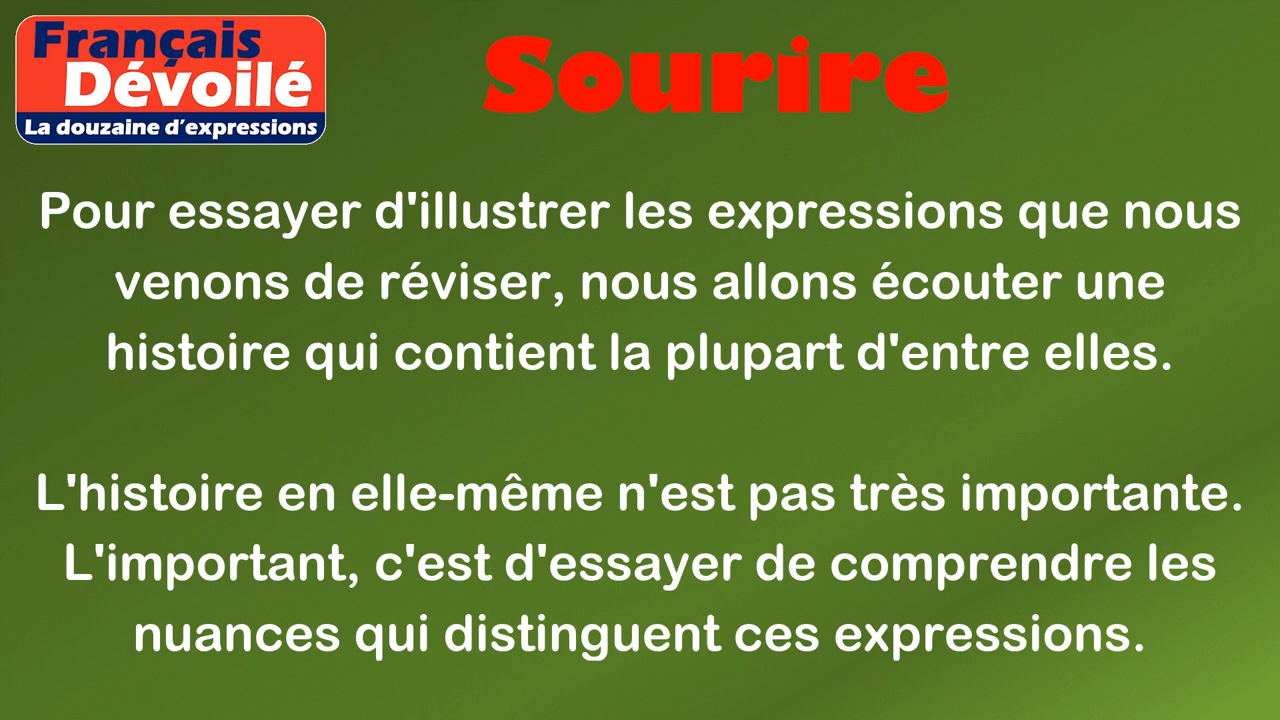 Français
Dévoilé
La douzaine d'expressions
Sourire
Pour essayer d'illustrer les expressions que nous
venons de réviser, nous allons écouter une
histoire qui contient la plupart d'entre elles.
L'histoire en elle-même n'est pas très importante.
L'important, c'est d'essayer de comprendre les
nuances qui distinguent ces expressions.